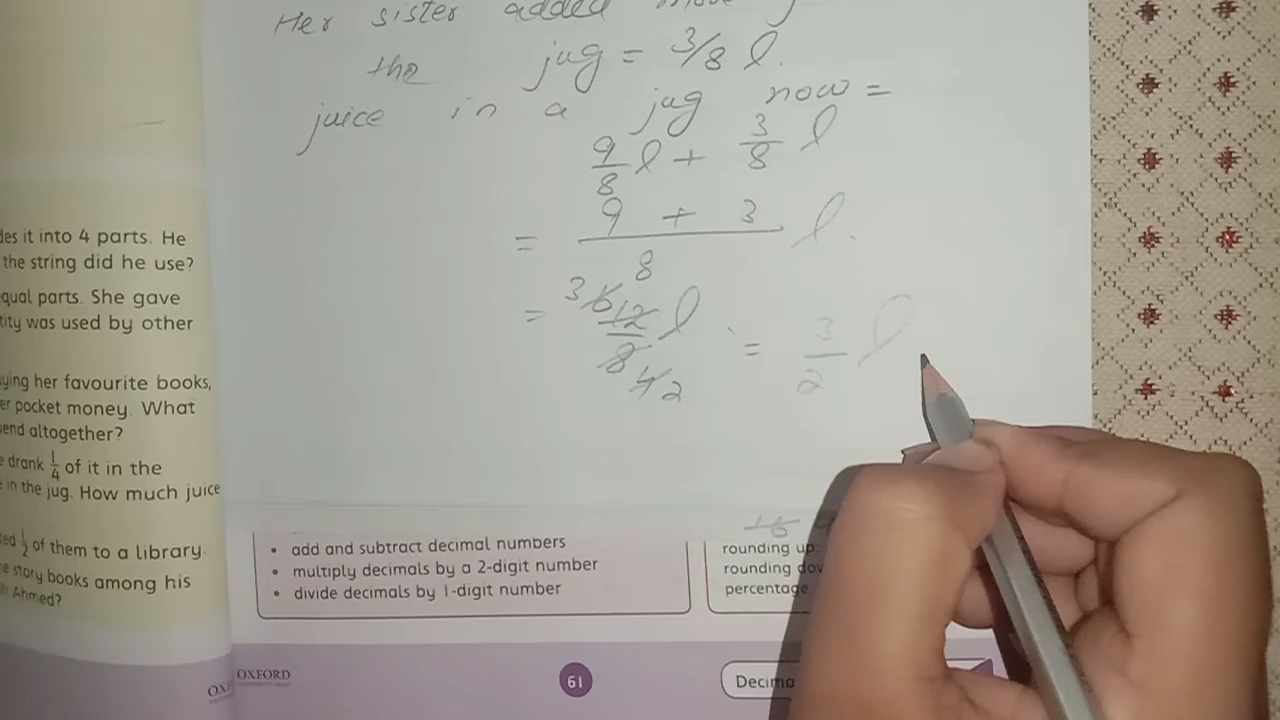 Her sister added
the jug = 3/8 l.
juice in a jug now =
9/8 l + 3/8 l
= 9 + 3 / 8 l.
= 3 6 12 / 8 4 2 l = 3/2 l
des it into 4 parts. He
the string did he use?
qual parts. She gave
tity was used by other
ying her favourite books,
er pocket money. What
end altogether?
e drank 1/4 of it in the
in the jug. How much juice
ted 1/2 of them to a library.
e story books among his
Ahmed?
• add and subtract decimal numbers
• multiply decimals by a 2-digit number
• divide decimals by 1-digit number
rounding up
rounding dow
percentage
OXFORD
OX
61
Decima